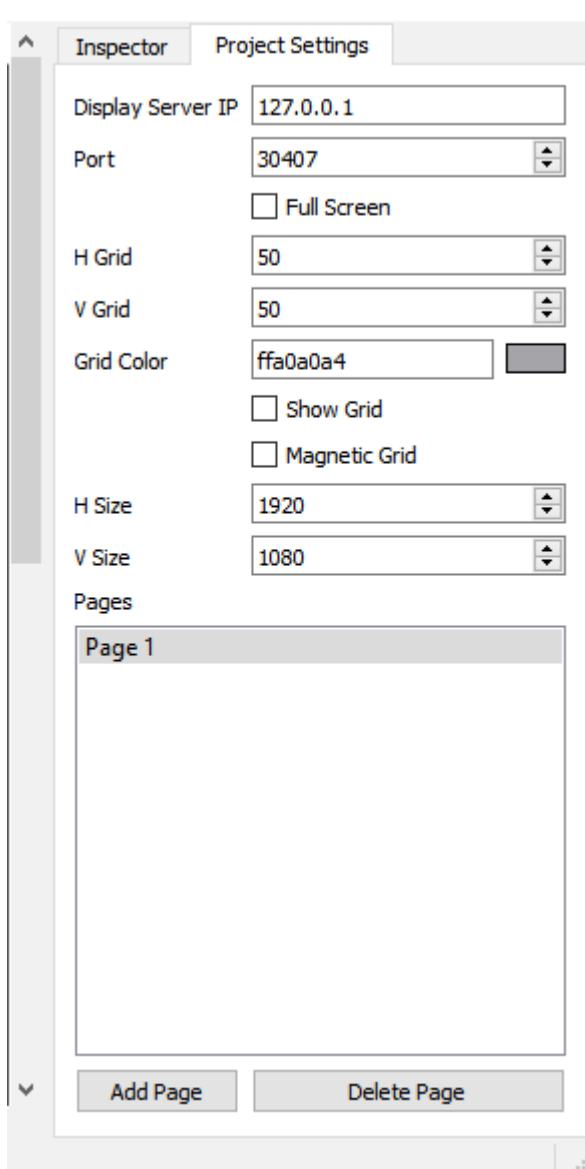 Inspector Project Settings
Display Server IP 127.0.0.1
Port 30407
Full Screen
H Grid 50
V Grid 50
Grid Color ffa0a0a4
Show Grid
Magnetic Grid
H Size 1920
V Size 1080
Pages
Page 1
Add Page Delete Page